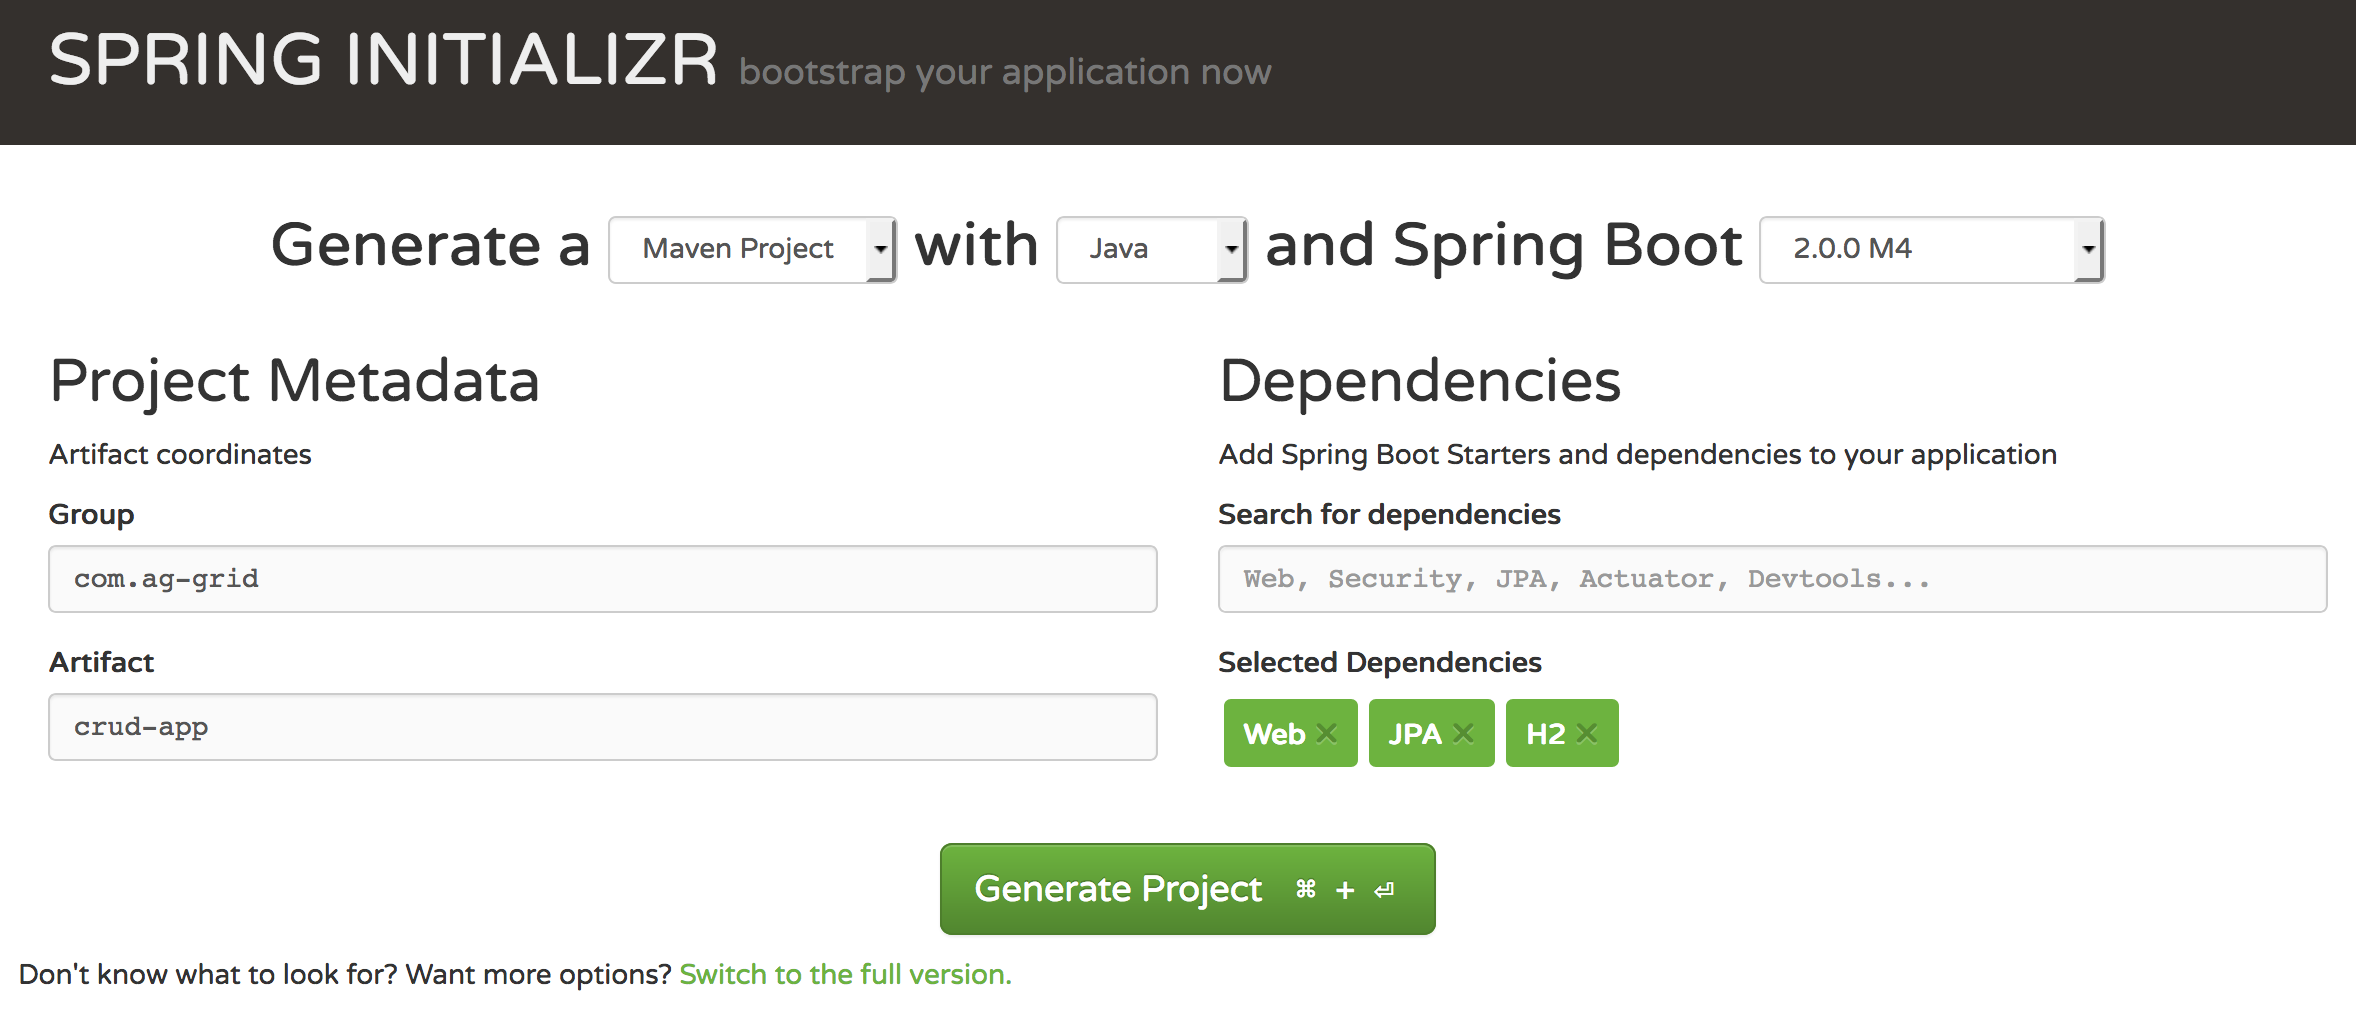 SPRING INITIALIZR bootstrap your application now
Generate a Maven Project with Java and Spring Boot 2.0.0 M4
Project Metadata
Artifact coordinates
Group
com.ag-grid
Artifact
crud-app
Dependencies
Add Spring Boot Starters and dependencies to your application
Search for dependencies
Web, Security, JPA, Actuator, Devtools...
Selected Dependencies
Web × JPA × H2 ×
Generate Project ⌘ + ⏎
Don't know what to look for? Want more options? Switch to the full version.